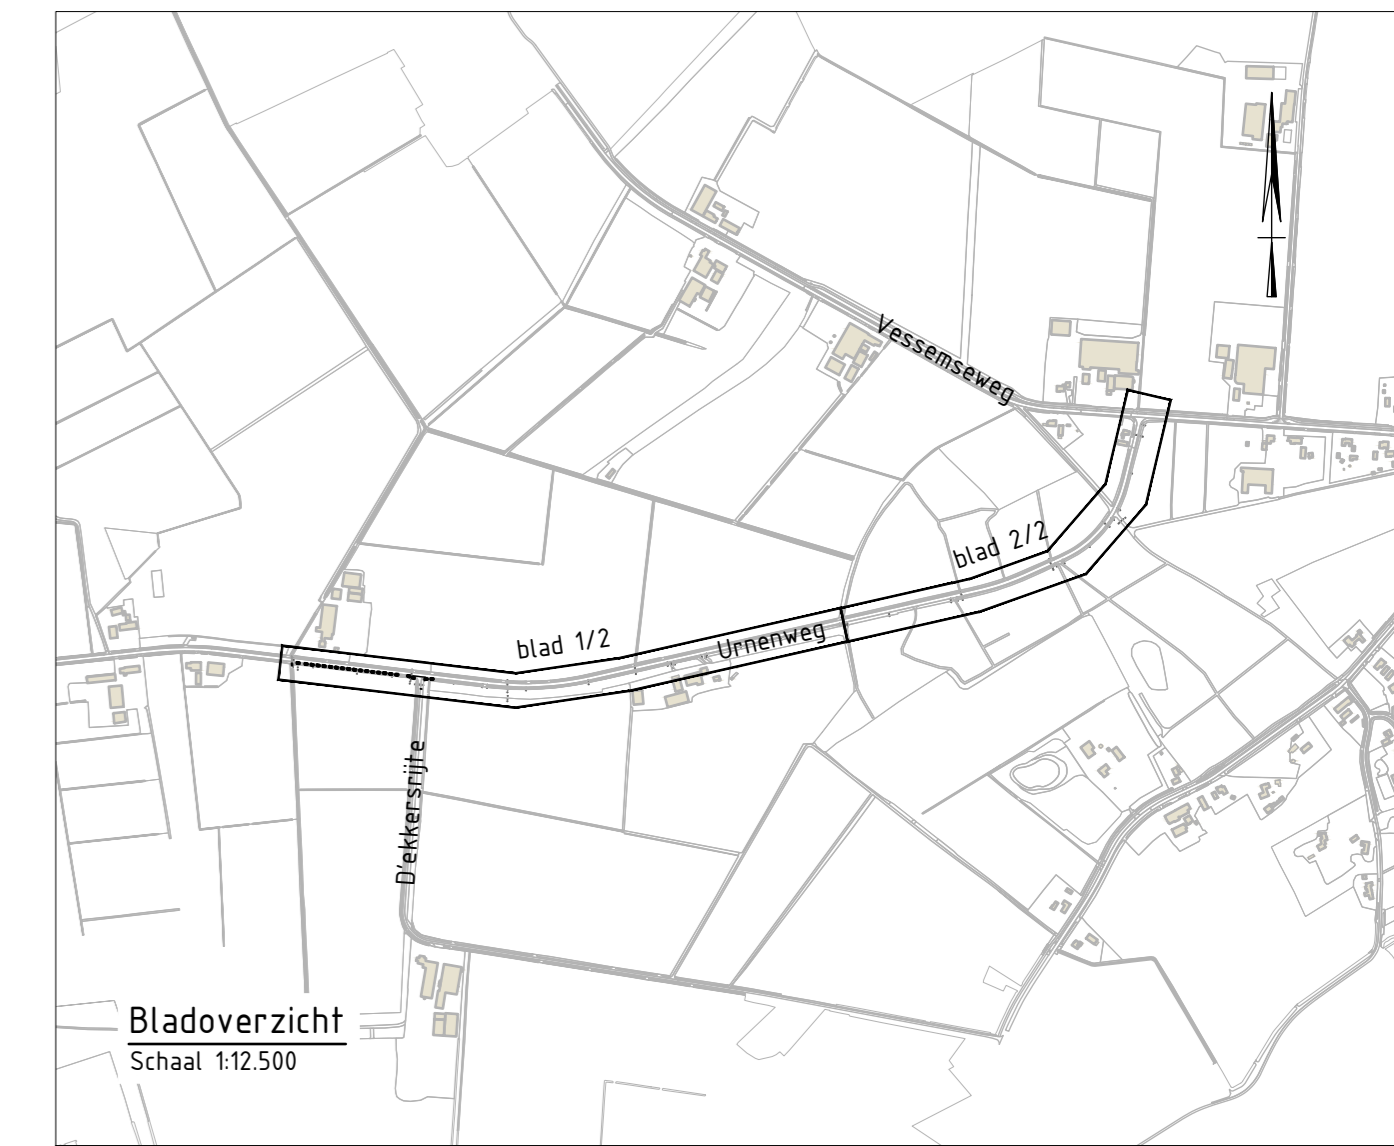 Vessemseweg
blad 2/2
blad 1/2
Urnenweg
D'ekkersrijte
Bladoverzicht
Schaal 1:12.500